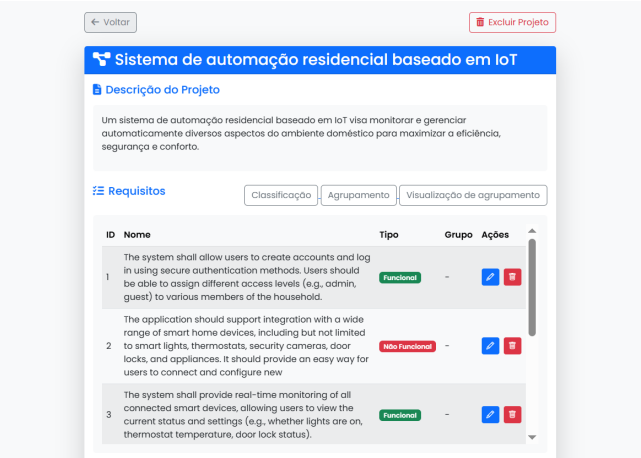 ← Voltar
Excluir Projeto
Sistema de automação residencial baseado em IoT
Descrição do Projeto
Um sistema de automação residencial baseado em IoT visa monitorar e gerenciar
automaticamente diversos aspectos do ambiente doméstico para maximizar a eficiência,
segurança e conforto.
Requisitos
Classificação Agrupamento Visualização de agrupamento
ID Nome Tipo Grupo Ações
The system shall allow users to create accounts and log
in using secure authentication methods. Users should
1 Funcional -
be able to assign different access levels (e.g., admin,
guest) to various members of the household.
The application should support integration with a wide
range of smart home devices, including but not limited
2 to smart lights, thermostats, security cameras, door Não Funcional -
locks, and appliances. It should provide an easy way for
users to connect and configure new
The system shall provide real-time monitoring of all
connected smart devices, allowing users to view the
3 Funcional -
current status and settings (e.g., whether lights are on,
thermostat temperature, door lock status).